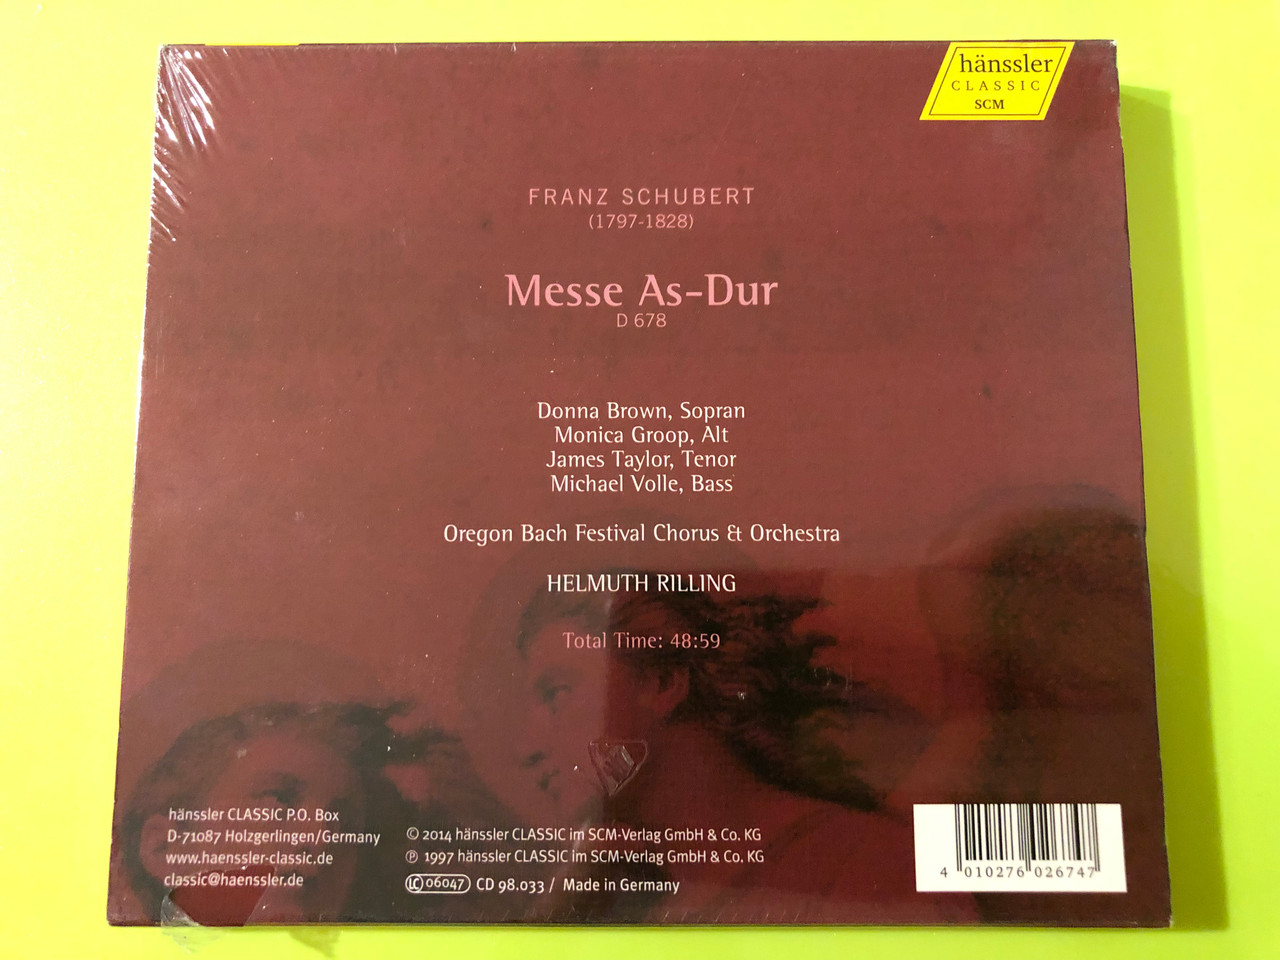 hänssler
CLASSIC
SCM
FRANZ SCHUBERT
(1797-1828)
Messe As-Dur
D 678
Donna Brown, Sopran
Monica Groop, Alt
James Taylor, Tenor
Michael Volle, Bass
Oregon Bach Festival Chorus & Orchestra
HELMUTH RILLING
Total Time: 48:59
hänssler CLASSIC P.O. Box
D-71087 Holzgerlingen/Germany
www.haenssler-classic.de
classic@haenssler.de
© 2014 hänssler CLASSIC im SCM-Verlag GmbH & Co. KG
℗ 1997 hänssler CLASSIC im SCM-Verlag GmbH & Co. KG
LC 06047 CD 98.033 / Made in Germany
4 010276 026747